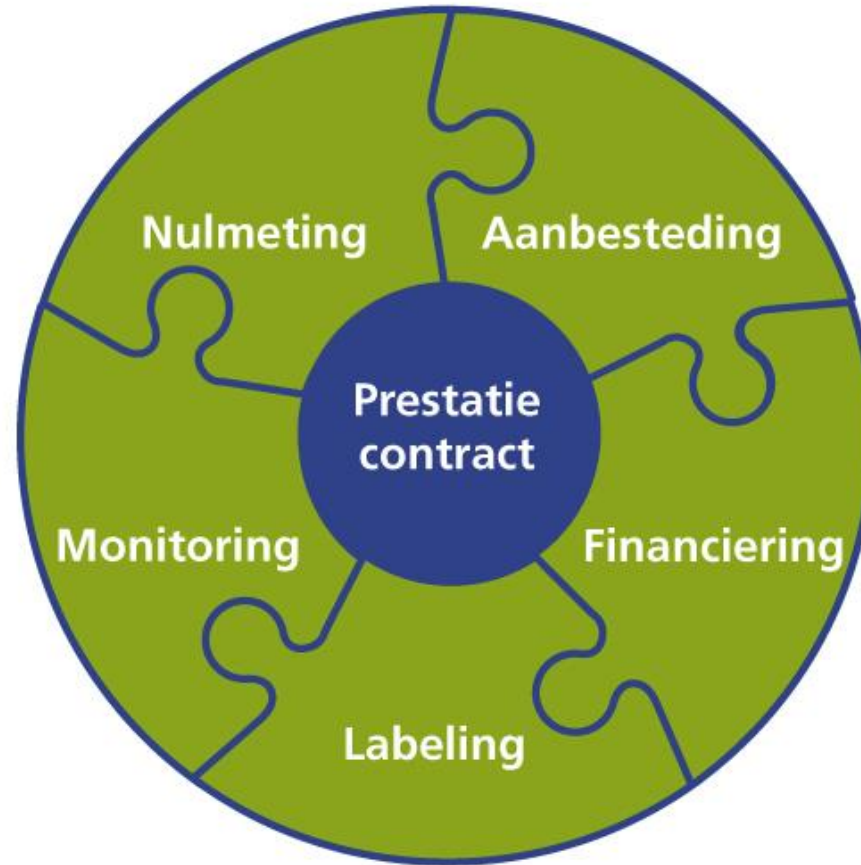 Nulmeting
Aanbesteding
Prestatie
contract
Monitoring
Financiering
Labeling